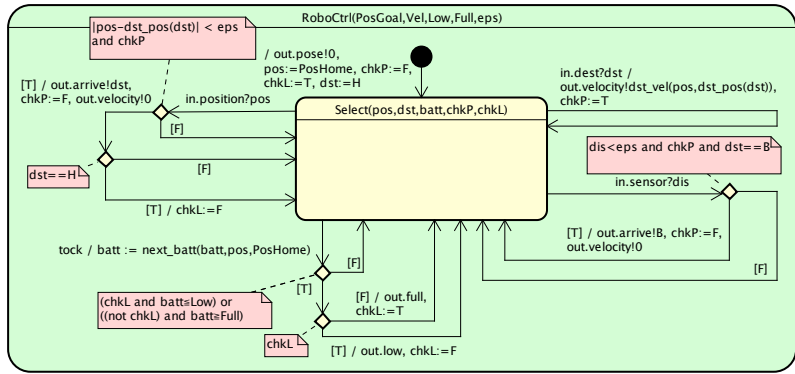 RoboCtrl(PosGoal,Vel,Low,Full,eps)
|pos-dst_pos(dst)| < eps
and chkP
/ out.pose!0,
pos:=PosHome, chkP:=F,
chkL:=T, dst:=H
[T] / out.arrive!dst,
chkP:=F, out.velocity!0
in.position?pos
[F]
in.dest?dst /
out.velocity!dst_vel(pos,dst_pos(dst)),
chkP:=T
Select(pos,dst,batt,chkP,chkL)
dis<eps and chkP and dst==B
dst==H
[F]
[T] / chkL:=F
in.sensor?dis
[T] / out.arrive!B, chkP:=F,
out.velocity!0
[F]
tock / batt := next_batt(batt,pos,PosHome)
[F]
[T]
(chkL and batt≦Low) or
((not chkL) and batt≧Full)
[F] / out.full,
chkL:=T
chkL
[T] / out.low, chkL:=F